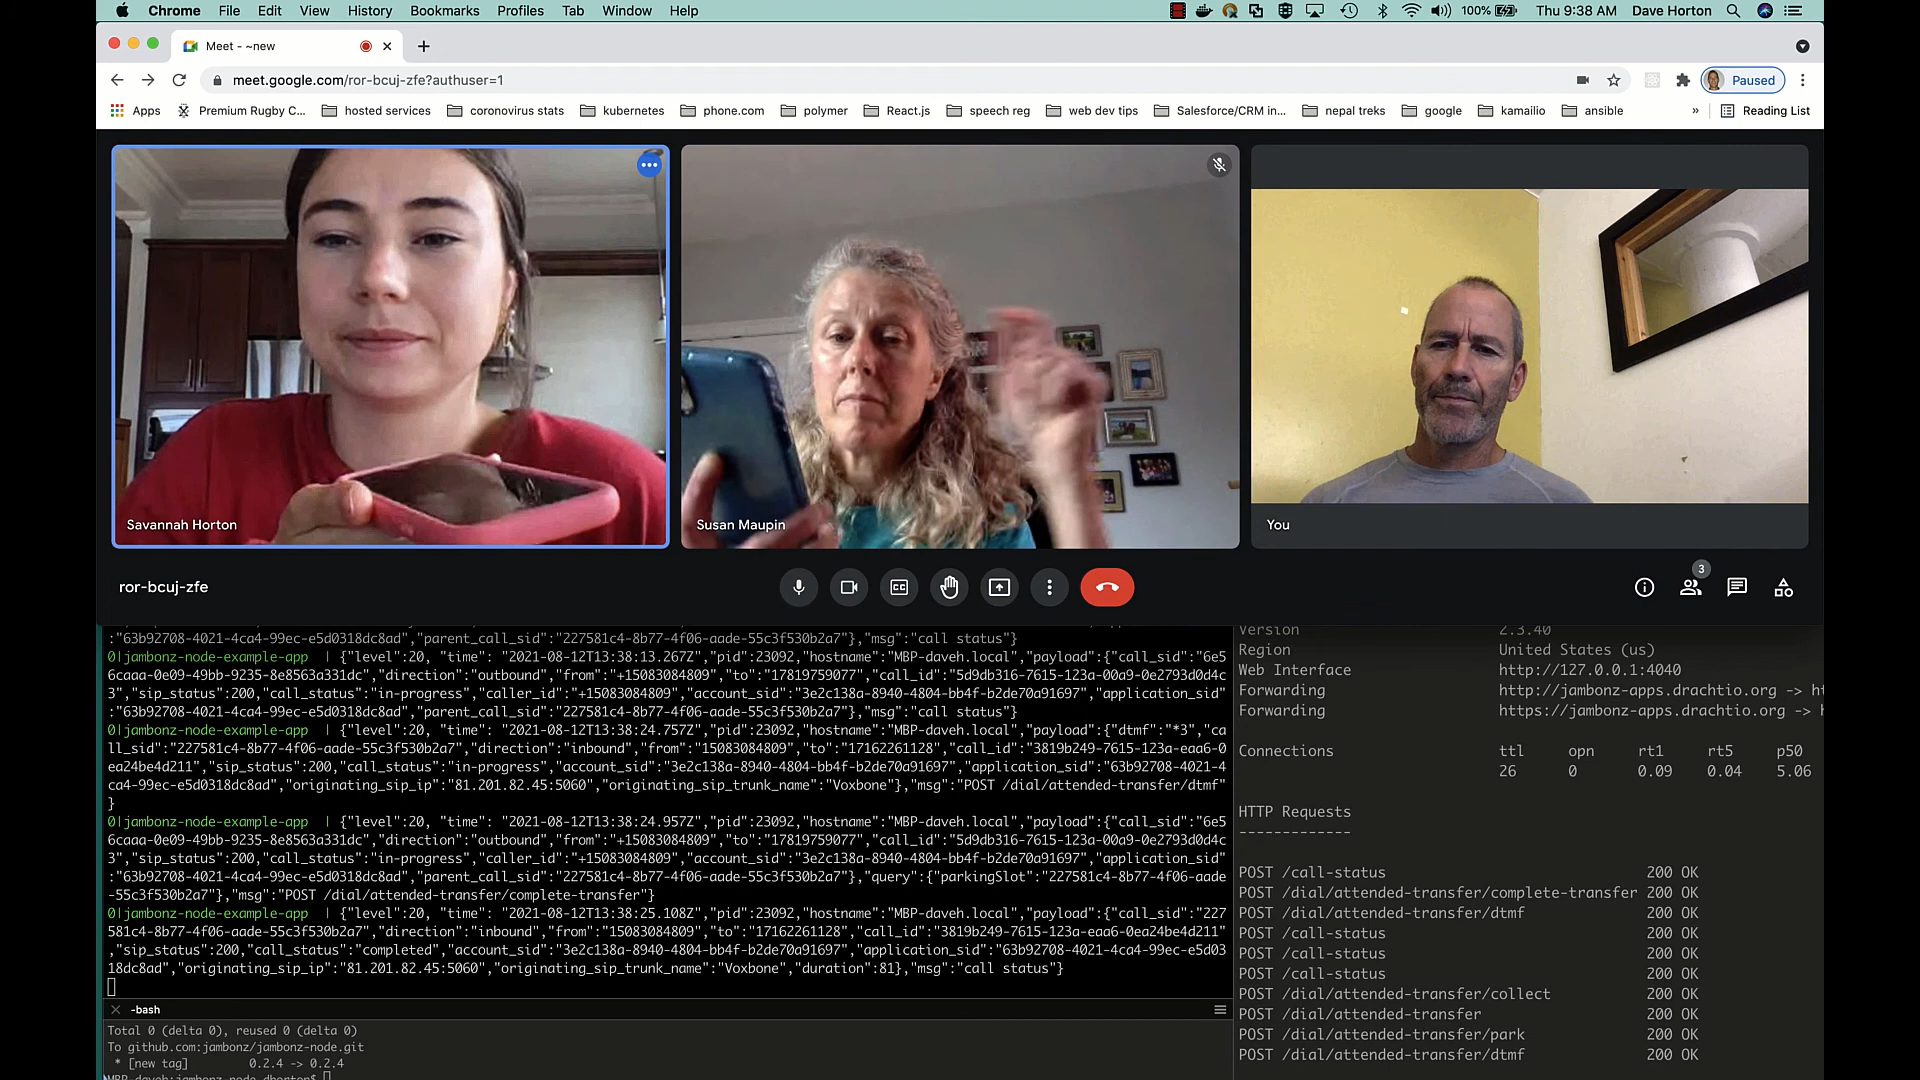 Chrome File Edit View History Bookmarks Profiles Tab Window Help 100% Thu 9:38 AM Dave Horton
Meet - ~new
meet.google.com/ror-bcuj-zfe?authuser=1 Paused
Apps Premium Rugby C... hosted services coronovirus stats kubernetes phone.com polymer React.js speech reg web dev tips Salesforce/CRM in... nepal treks google kamailio ansible » Reading List
Savannah Horton
Susan Maupin
You
ror-bcuj-zfe
CC
3
:"63b92708-4021-4ca4-99ec-e5d0318dc8ad","parent_call_sid":"227581c4-8b77-4f06-aade-55c3f530b2a7"},"msg":"call status"}
0|jambonz-node-example-app | {"level":20, "time": "2021-08-12T13:38:13.267Z","pid":23092,"hostname":"MBP-daveh.local","payload":{"call_sid":"6e5
6caaa-0e09-49bb-9235-8e8563a331dc","direction":"outbound","from":"+15083084809","to":"17819759077","call_id":"5d9db316-7615-123a-00a9-0e2793d0d4c
3","sip_status":200,"call_status":"in-progress","caller_id":"+15083084809","account_sid":"3e2c138a-8940-4804-bb4f-b2de70a91697","application_sid"
:"63b92708-4021-4ca4-99ec-e5d0318dc8ad","parent_call_sid":"227581c4-8b77-4f06-aade-55c3f530b2a7"},"msg":"call status"}
0|jambonz-node-example-app | {"level":20, "time": "2021-08-12T13:38:24.757Z","pid":23092,"hostname":"MBP-daveh.local","payload":{"dtmf":"*3","ca
ll_sid":"227581c4-8b77-4f06-aade-55c3f530b2a7","direction":"inbound","from":"15083084809","to":"17162261128","call_id":"3819b249-7615-123a-eaa6-0
ea24be4d211","sip_status":200,"call_status":"in-progress","account_sid":"3e2c138a-8940-4804-bb4f-b2de70a91697","application_sid":"63b92708-4021-4
ca4-99ec-e5d0318dc8ad","originating_sip_ip":"81.201.82.45:5060","originating_sip_trunk_name":"Voxbone"},"msg":"POST /dial/attended-transfer/dtmf"
}
0|jambonz-node-example-app | {"level":20, "time": "2021-08-12T13:38:24.957Z","pid":23092,"hostname":"MBP-daveh.local","payload":{"call_sid":"6e5
6caaa-0e09-49bb-9235-8e8563a331dc","direction":"outbound","from":"+15083084809","to":"17819759077","call_id":"5d9db316-7615-123a-00a9-0e2793d0d4c
3","sip_status":200,"call_status":"in-progress","caller_id":"+15083084809","account_sid":"3e2c138a-8940-4804-bb4f-b2de70a91697","application_sid"
:"63b92708-4021-4ca4-99ec-e5d0318dc8ad","parent_call_sid":"227581c4-8b77-4f06-aade-55c3f530b2a7"},"query":{"parkingSlot":"227581c4-8b77-4f06-aade
-55c3f530b2a7"},"msg":"POST /dial/attended-transfer/complete-transfer"}
0|jambonz-node-example-app | {"level":20, "time": "2021-08-12T13:38:25.108Z","pid":23092,"hostname":"MBP-daveh.local","payload":{"call_sid":"227
581c4-8b77-4f06-aade-55c3f530b2a7","direction":"inbound","from":"15083084809","to":"17162261128","call_id":"3819b249-7615-123a-eaa6-0ea24be4d211"
,"sip_status":200,"call_status":"completed","account_sid":"3e2c138a-8940-4804-bb4f-b2de70a91697","application_sid":"63b92708-4021-4ca4-99ec-e5d03
18dc8ad","originating_sip_ip":"81.201.82.45:5060","originating_sip_trunk_name":"Voxbone","duration":81},"msg":"call status"}
-bash
Total 0 (delta 0), reused 0 (delta 0)
To github.com:jambonz/jambonz-node.git
* [new tag] 0.2.4 -> 0.2.4
MBP-daveh:jambonz-node dhorton$
Version 2.3.40
Region United States (us)
Web Interface http://127.0.0.1:4040
Forwarding http://jambonz-apps.drachtio.org -> ht
Forwarding https://jambonz-apps.drachtio.org ->
Connections ttl opn rt1 rt5 p50
26 0 0.09 0.04 5.06
HTTP Requests
-------------
POST /call-status 200 OK
POST /dial/attended-transfer/complete-transfer 200 OK
POST /dial/attended-transfer/dtmf 200 OK
POST /call-status 200 OK
POST /call-status 200 OK
POST /call-status 200 OK
POST /dial/attended-transfer/collect 200 OK
POST /dial/attended-transfer 200 OK
POST /dial/attended-transfer/park 200 OK
POST /dial/attended-transfer/dtmf 200 OK